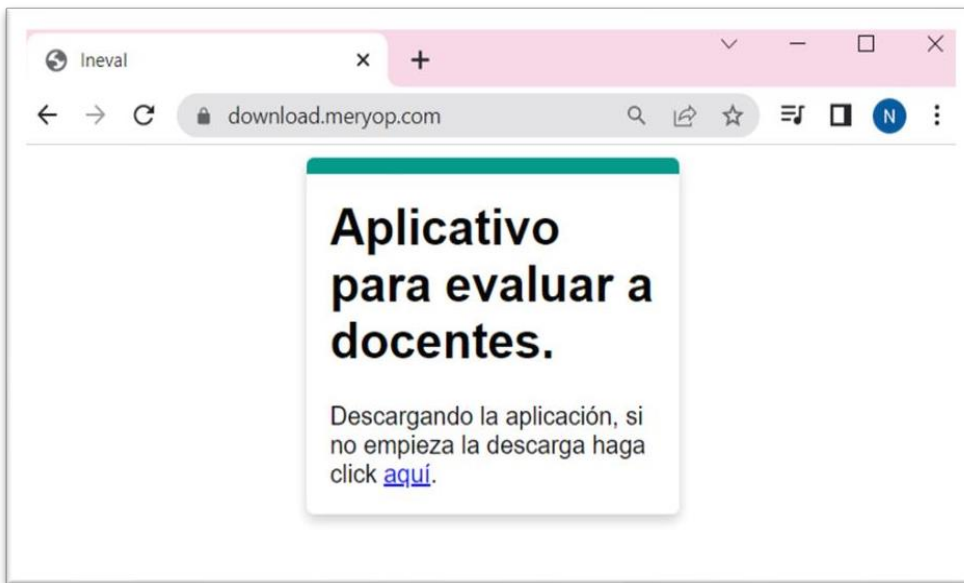 Ineval
download.meryop.com
N
Aplicativo
para evaluar a
docentes.
Descargando la aplicación, si
no empieza la descarga haga
click aquí.